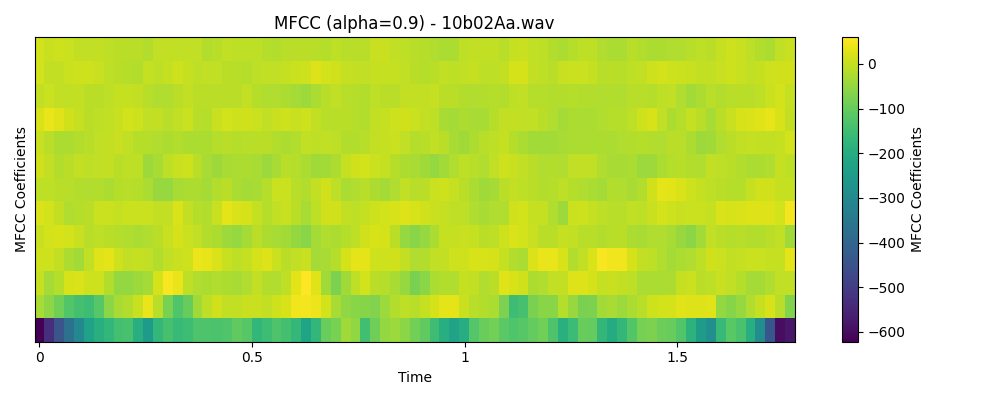 MFCC (alpha=0.9) - 10b02Aa.wav
MFCC Coefficients
0
0.5
1
1.5
Time
0
−100
−200
−300
−400
−500
−600
MFCC Coefficients